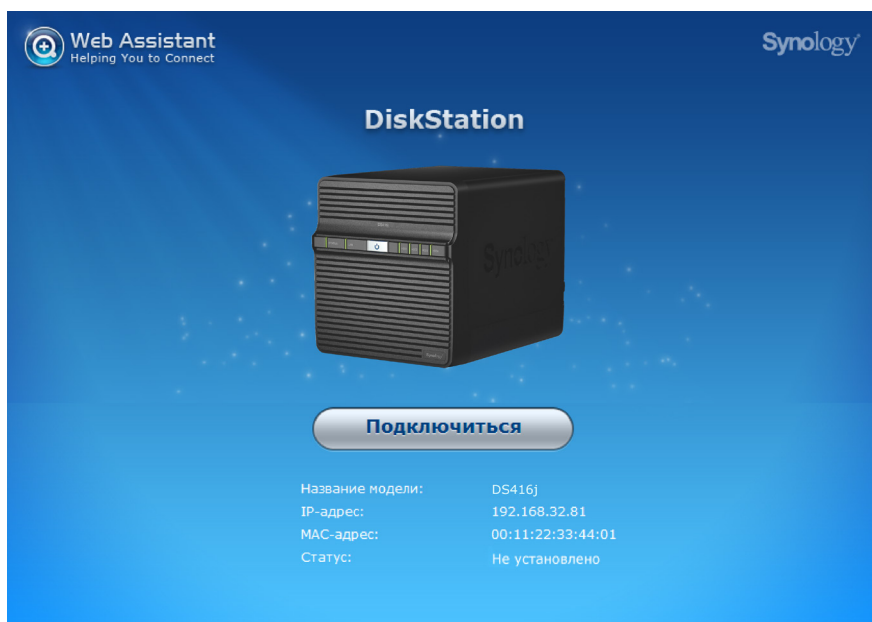 Web Assistant
Helping You to Connect
Synology
DiskStation
Synology
Подключиться
Название модели: DS416j
IP-адрес: 192.168.32.81
MAC-адрес: 00:11:22:33:44:01
Статус: Не установлено